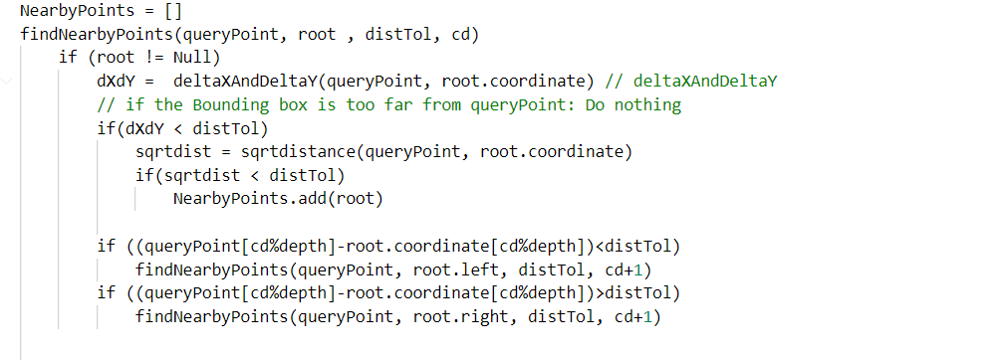 NearbyPoints = []
findNearbyPoints(queryPoint, root , distTol, cd)
if (root != Null)
dXdY =  deltaXAndDeltaY(queryPoint, root.coordinate) // deltaXAndDeltaY
// if the Bounding box is too far from queryPoint: Do nothing
if(dXdY < distTol)
sqrtdist = sqrtdistance(queryPoint, root.coordinate)
if(sqrtdist < distTol)
NearbyPoints.add(root)
if ((queryPoint[cd%depth]-root.coordinate[cd%depth])<distTol)
findNearbyPoints(queryPoint, root.left, distTol, cd+1)
if ((queryPoint[cd%depth]-root.coordinate[cd%depth])>distTol)
findNearbyPoints(queryPoint, root.right, distTol, cd+1)